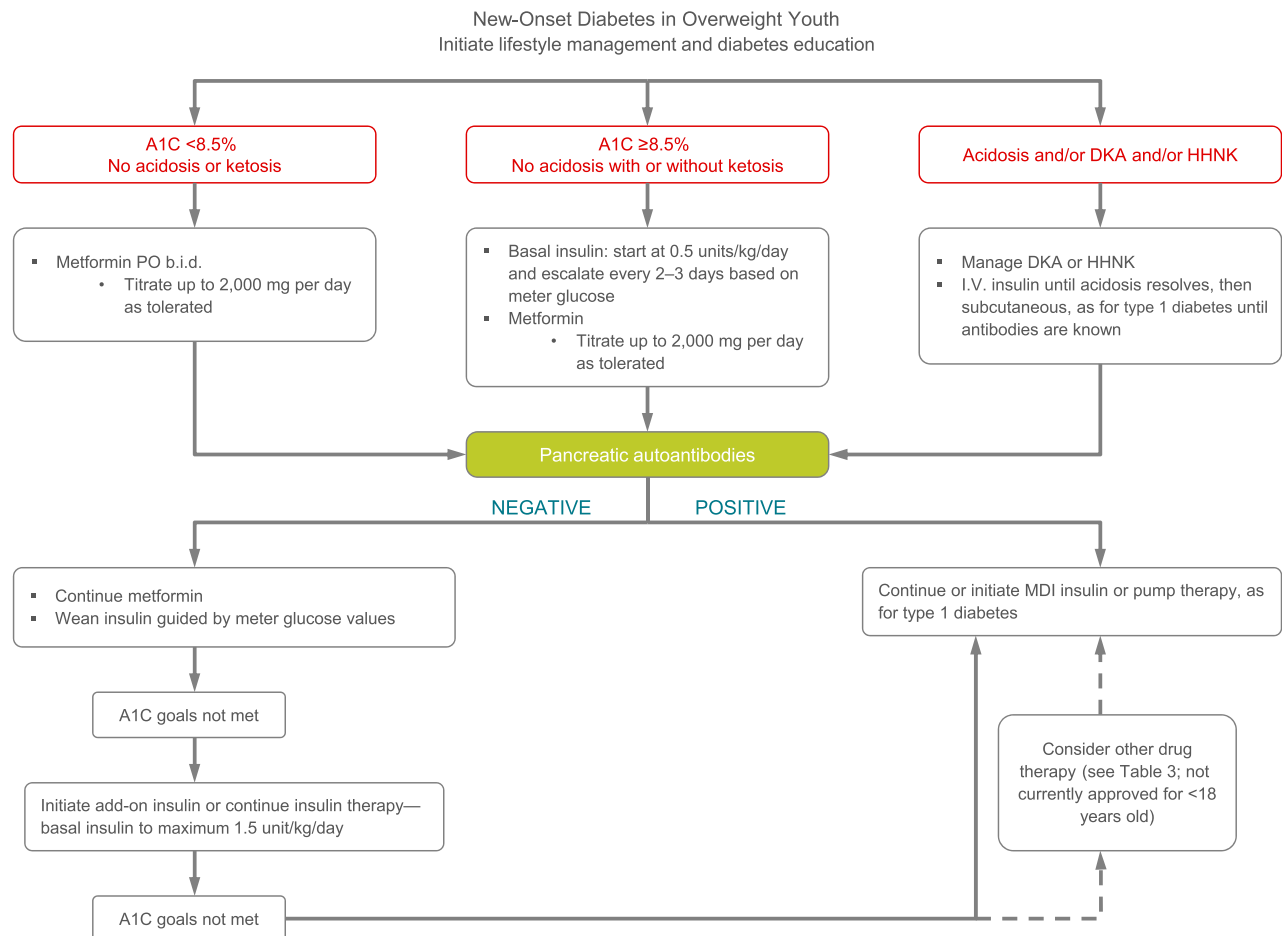 New-Onset Diabetes in Overweight Youth
Initiate lifestyle management and diabetes education
A1C <8.5%
No acidosis or ketosis
A1C ≥8.5%
No acidosis with or without ketosis
Acidosis and/or DKA and/or HHNK
▪ Metformin PO b.i.d.
• Titrate up to 2,000 mg per day
as tolerated
▪ Basal insulin: start at 0.5 units/kg/day
and escalate every 2–3 days based on
meter glucose
▪ Metformin
• Titrate up to 2,000 mg per day
as tolerated
▪ Manage DKA or HHNK
▪ I.V. insulin until acidosis resolves, then
subcutaneous, as for type 1 diabetes until
antibodies are known
Pancreatic autoantibodies
NEGATIVE
POSITIVE
▪ Continue metformin
▪ Wean insulin guided by meter glucose values
Continue or initiate MDI insulin or pump therapy, as
for type 1 diabetes
A1C goals not met
Initiate add-on insulin or continue insulin therapy—
basal insulin to maximum 1.5 unit/kg/day
Consider other drug
therapy (see Table 3; not
currently approved for <18
years old)
A1C goals not met